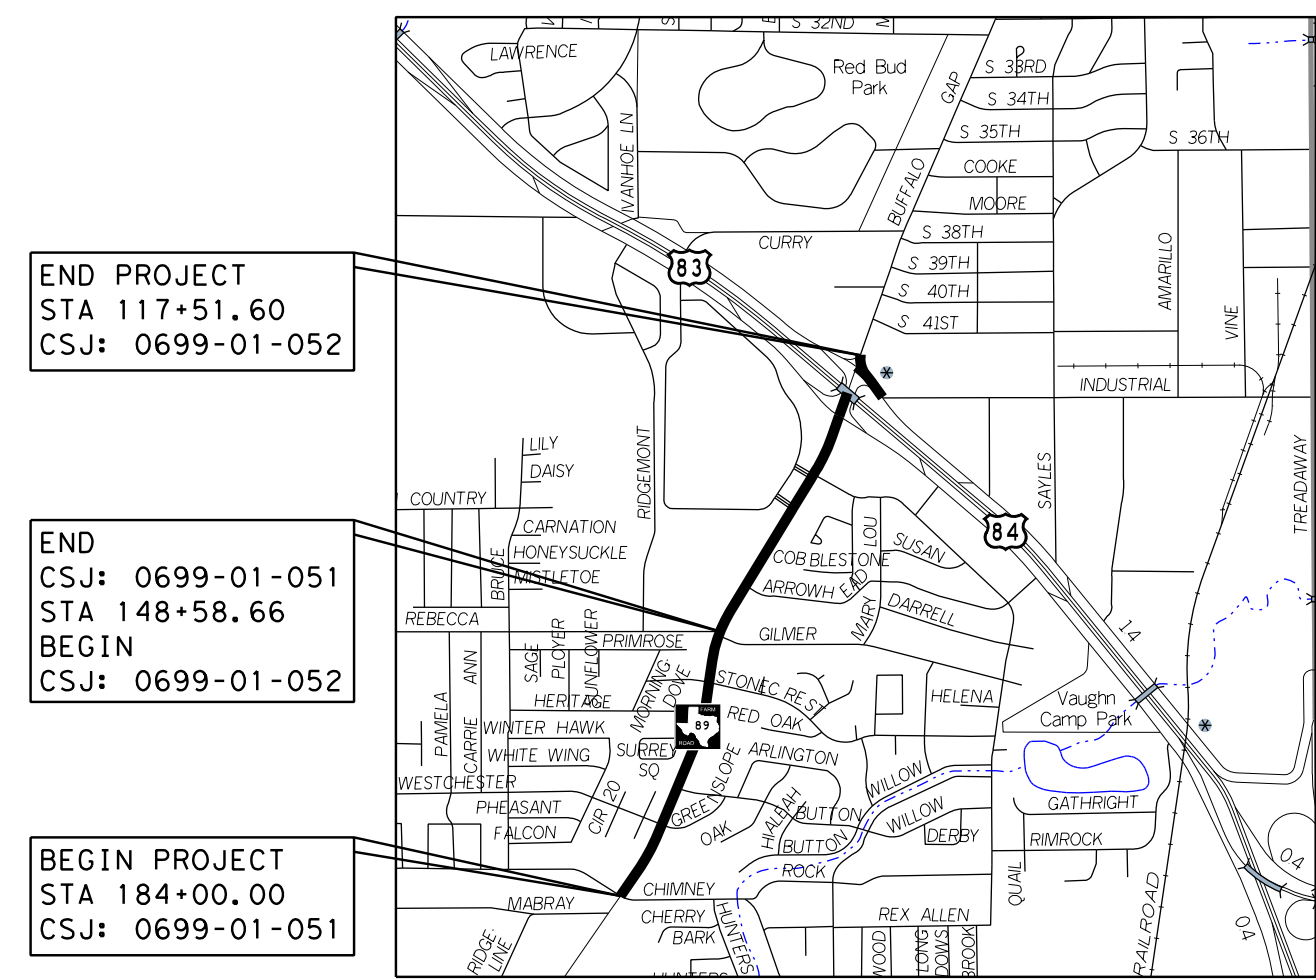 END PROJECT
STA 117+51.60
CSJ: 0699-01-052
END
CSJ: 0699-01-051
STA 148+58.66
BEGIN
CSJ: 0699-01-052
BEGIN PROJECT
STA 184+00.00
CSJ: 0699-01-051
S 32ND
LAWRENCE
Red Bud
Park
GAP
S 33RD
S 34TH
S 35TH
S 36TH
IVANHOE LN
COOKE
BUFFALO
MOORE
S 38TH
CURRY
S 39TH
83
S 40TH
S 41ST
AMARILLO
VINE
INDUSTRIAL
TREADAWAY
LILY
DAISY
RIDGEMONT
SAYLES
COUNTRY
CARNATION
HONEYSUCKLE
MISTLETOE
BRUCE
LOU
SUSAN
84
COBBLESTONE
ARROWHEAD
MARY
DARRELL
REBECCA
PRIMROSE
GILMER
14
SAGE
PLOYER
SUNFLOWER
MORNING-
DOVE
STONECREST
HERITAGE
RED OAK
HELENA
Vaughn
Camp Park
PAMELA
CARRIE
ANN
WINTER HAWK
FARM
89
ROAD
WHITE WING
SURREY
SQ
ARLINGTON
WESTCHESTER
GREENSLOPE
WILLOW
GATHRIGHT
PHEASANT
CIR 20
HIALEAH
BUTTON
WILLOW
FALCON
OAK
BUTTON
DERBY
RIMROCK
ROCK
04
CHIMNEY
QUAIL
MABRAY
CHERRY
BARK
HUNTERS
REX ALLEN
RAILROAD
04
RIDGE-
LINE
WOOD
LONG
DOWS
BROOK
HUNTERS